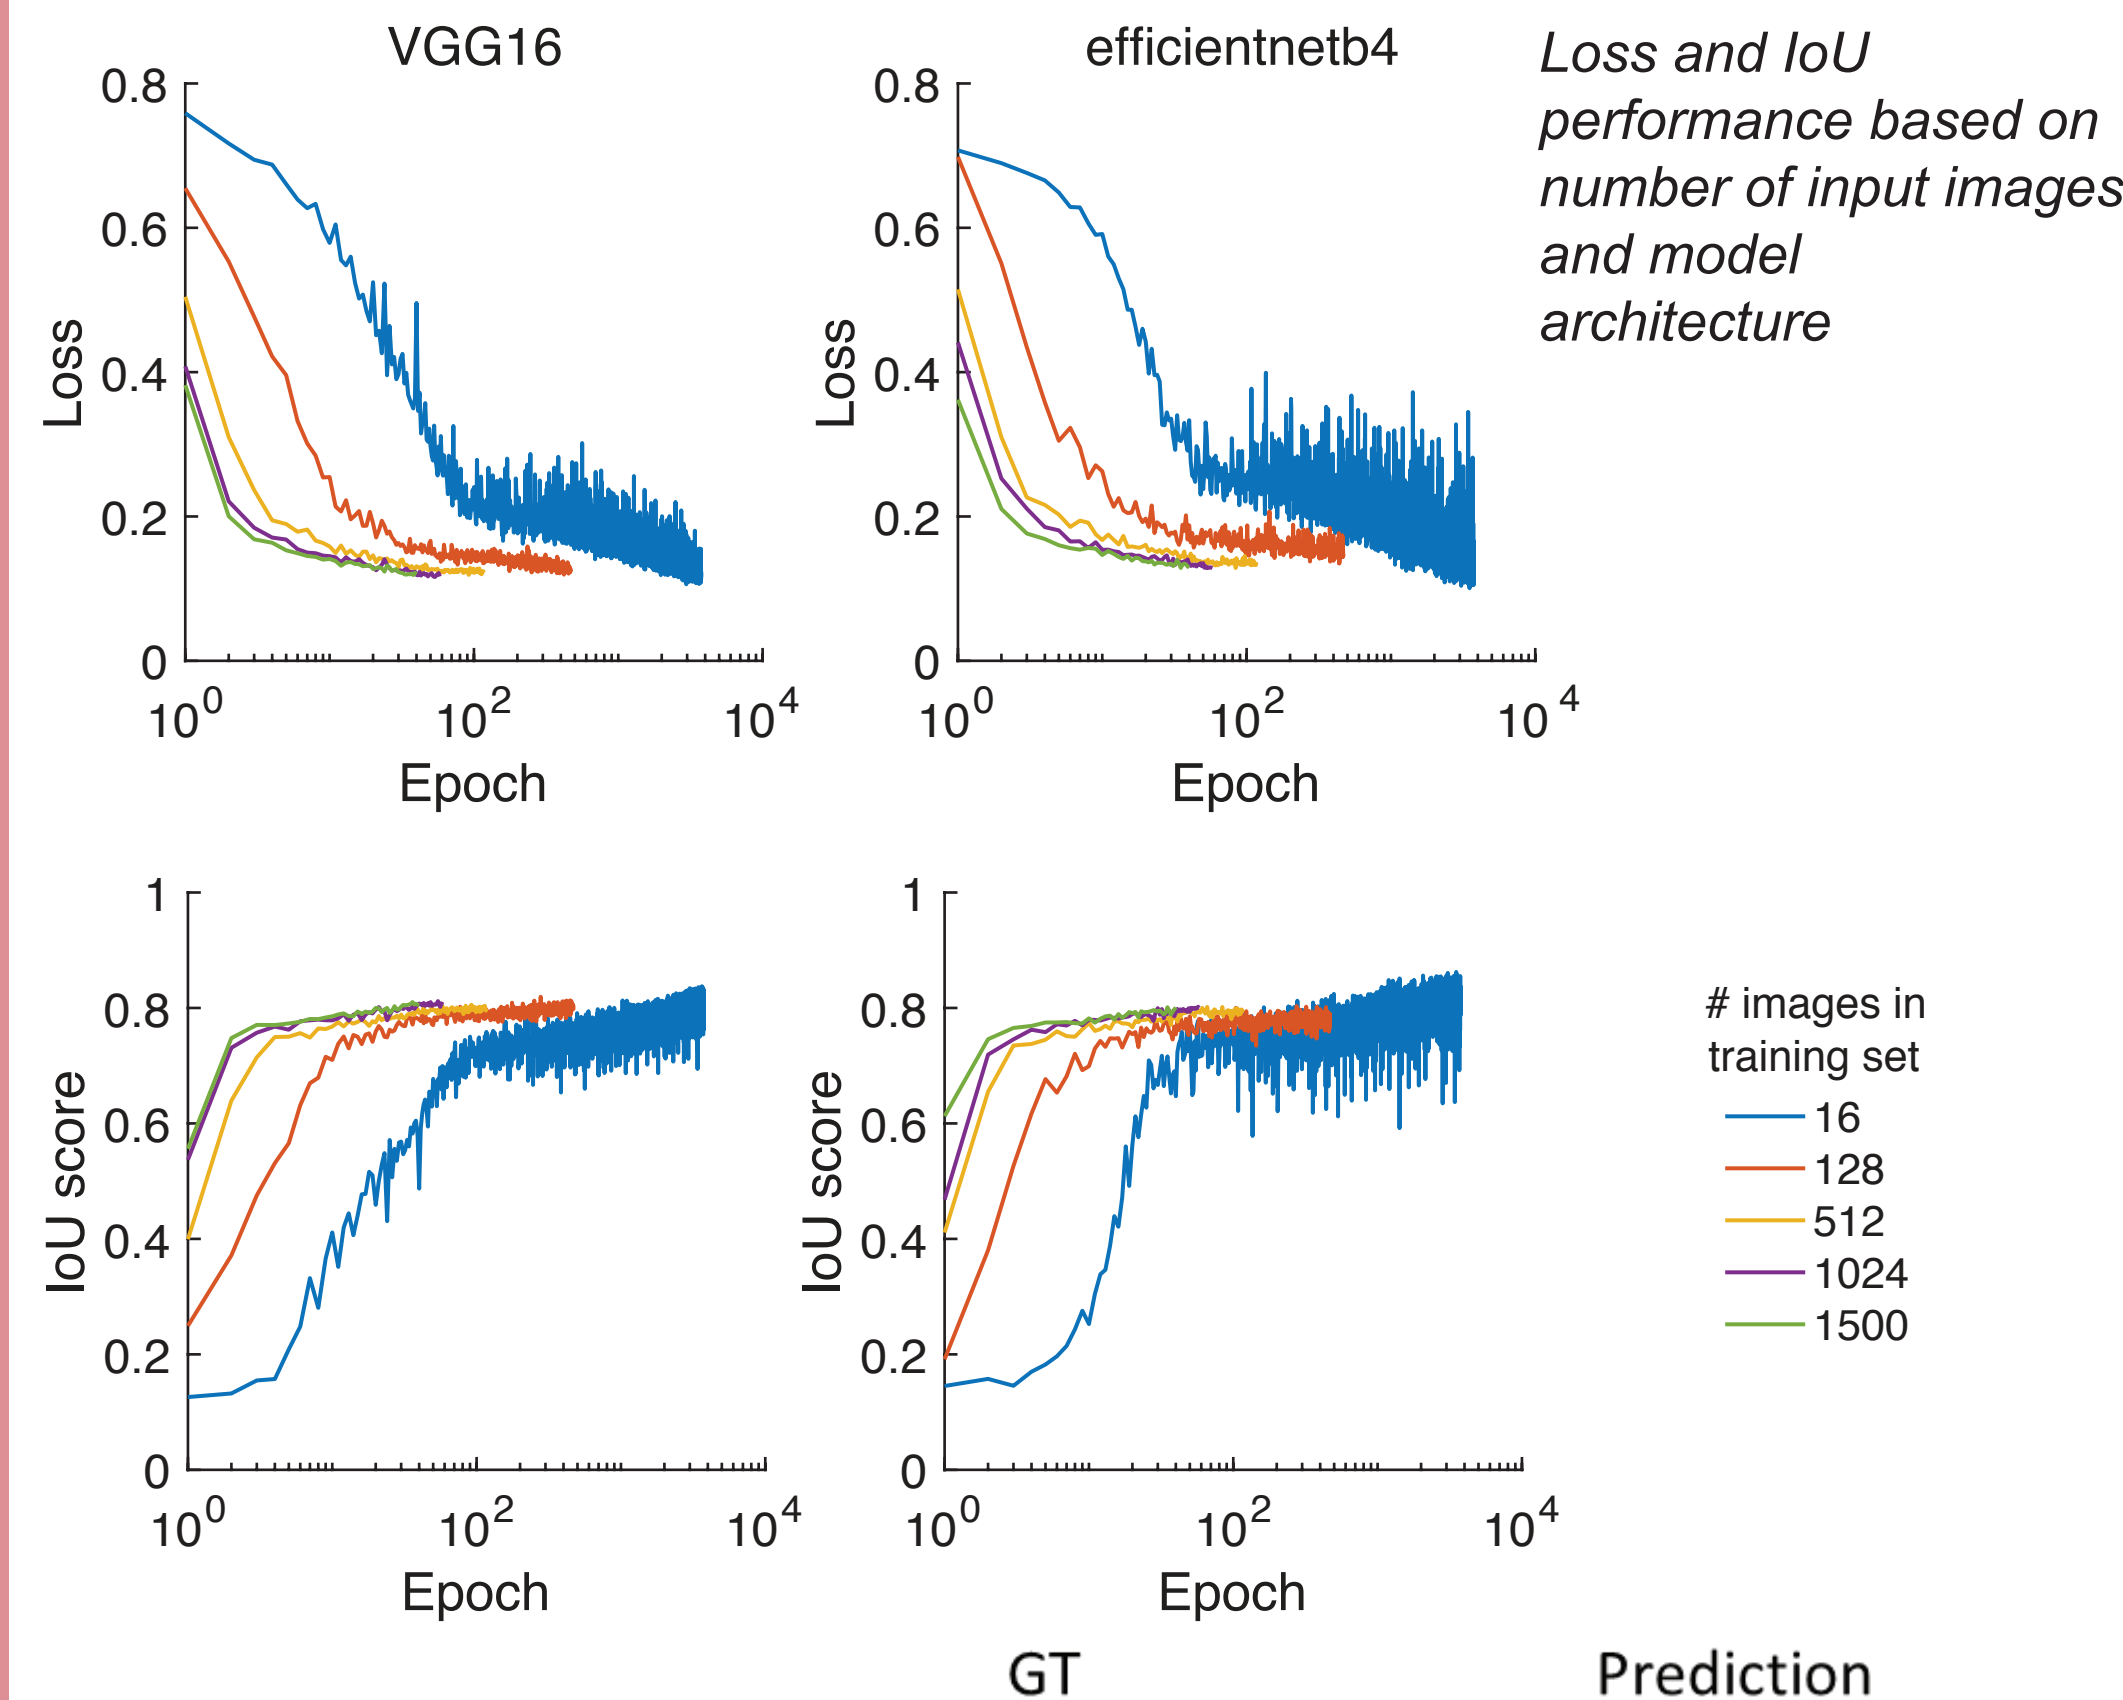 VGG16
efficientnetb4
Loss and IoU
performance based on
number of input images
and model
architecture
0.8
0.6
0.4
0.2
0
Loss
10^0 10^2 10^4
Epoch
0.8
0.6
0.4
0.2
0
Loss
10^0 10^2 10^4
Epoch
1
0.8
0.6
0.4
0.2
0
IoU score
10^0 10^2 10^4
Epoch
1
0.8
0.6
0.4
0.2
0
IoU score
10^0 10^2 10^4
Epoch
# images in
training set
16
128
512
1024
1500
GT
Prediction